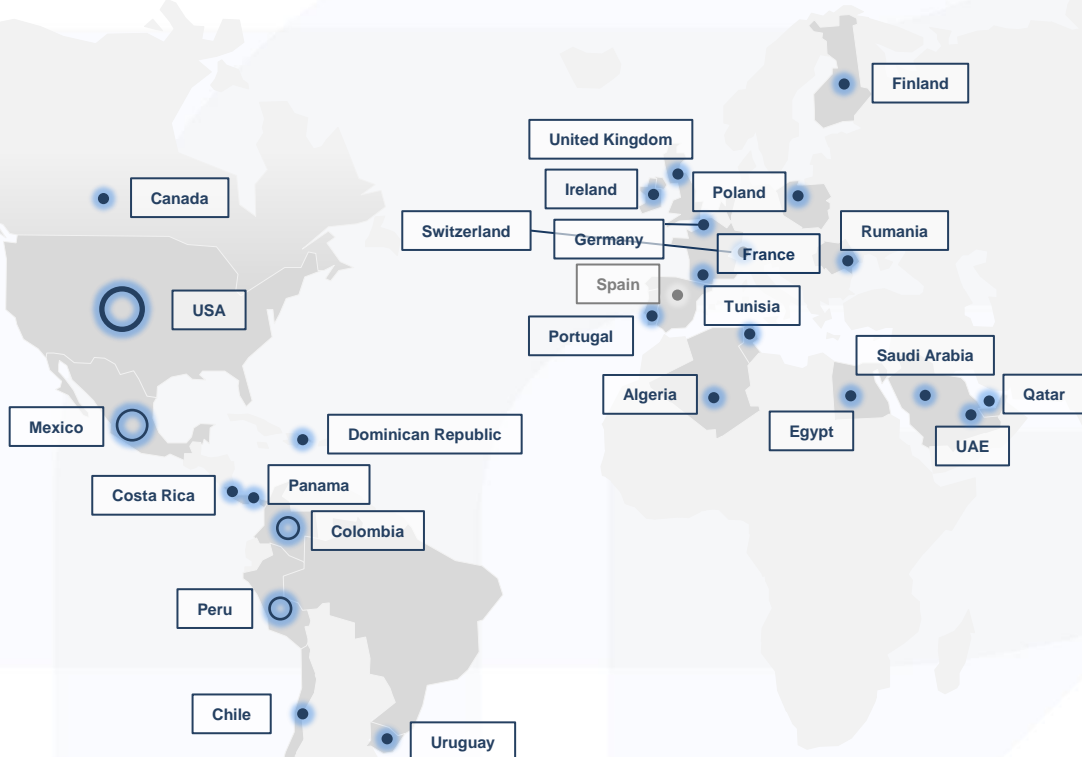 Finland
United Kingdom
Ireland
Poland
Canada
Switzerland
Germany
Rumania
France
Spain
USA
Tunisia
Portugal
Saudi Arabia
Algeria
Qatar
Mexico
Dominican Republic
Egypt
UAE
Panama
Costa Rica
Colombia
Peru
Chile
Uruguay